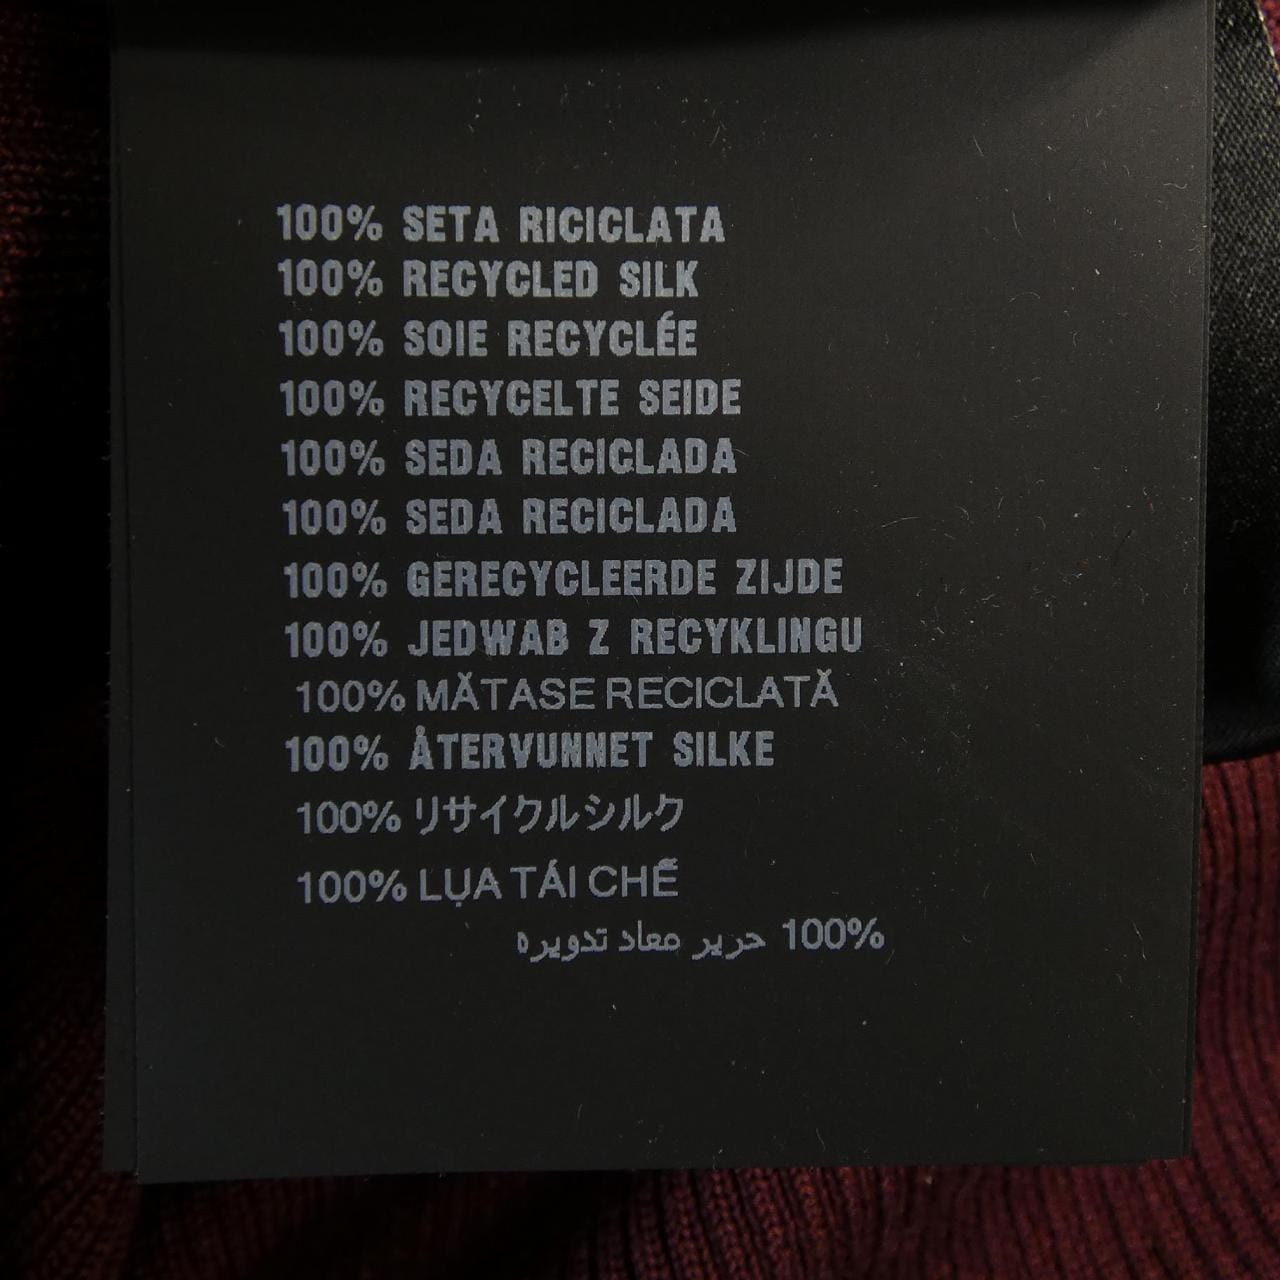 100% SETA RICICLATA
100% RECYCLED SILK
100% SOIE RECYCLÉE
100% RECYCELTE SEIDE
100% SEDA RECICLADA
100% SEDA RECICLADA
100% GERECYCLEERDE ZIJDE
100% JEDWAB Z RECYKLINGU
100% MĂTASE RECICLATĂ
100% ÅTERVUNNET SILKE
100% リサイクルシルク
100% LỤA TÁI CHẾ
100% حرير معاد تدويره